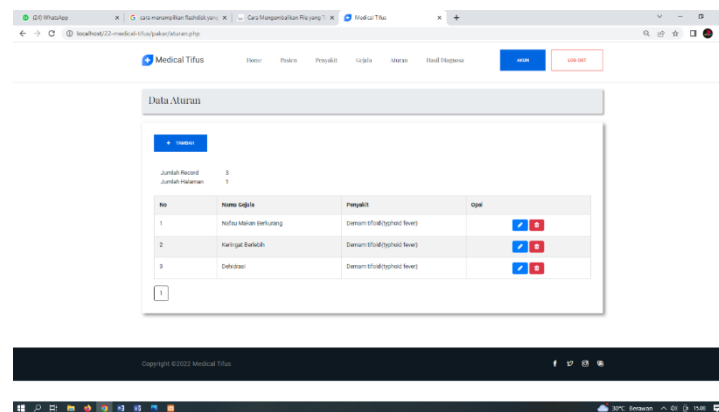 (20) WhatsApp
cara menampilkan flashdisk yang
Cara Mengembalikan File yang T
Medical Tifus
localhost/22-medical-tifus/pakar/aturan.php
Medical Tifus
Home Pasien Penyakit Gejala Aturan Hasil Diagnosa AKUN LOG OUT
Data Aturan
+ TAMBAH
Jumlah Record 3
Jumlah Halaman 1
No Nama Gejala Penyakit Opsi
1 Nafsu Makan Berkurang Demam tifoid(typhoid fever)
2 Keringat Berlebih Demam tifoid(typhoid fever)
3 Dehidrasi Demam tifoid(typhoid fever)
1
Copyright ©2022 Medical Tifus
30°C Berawan